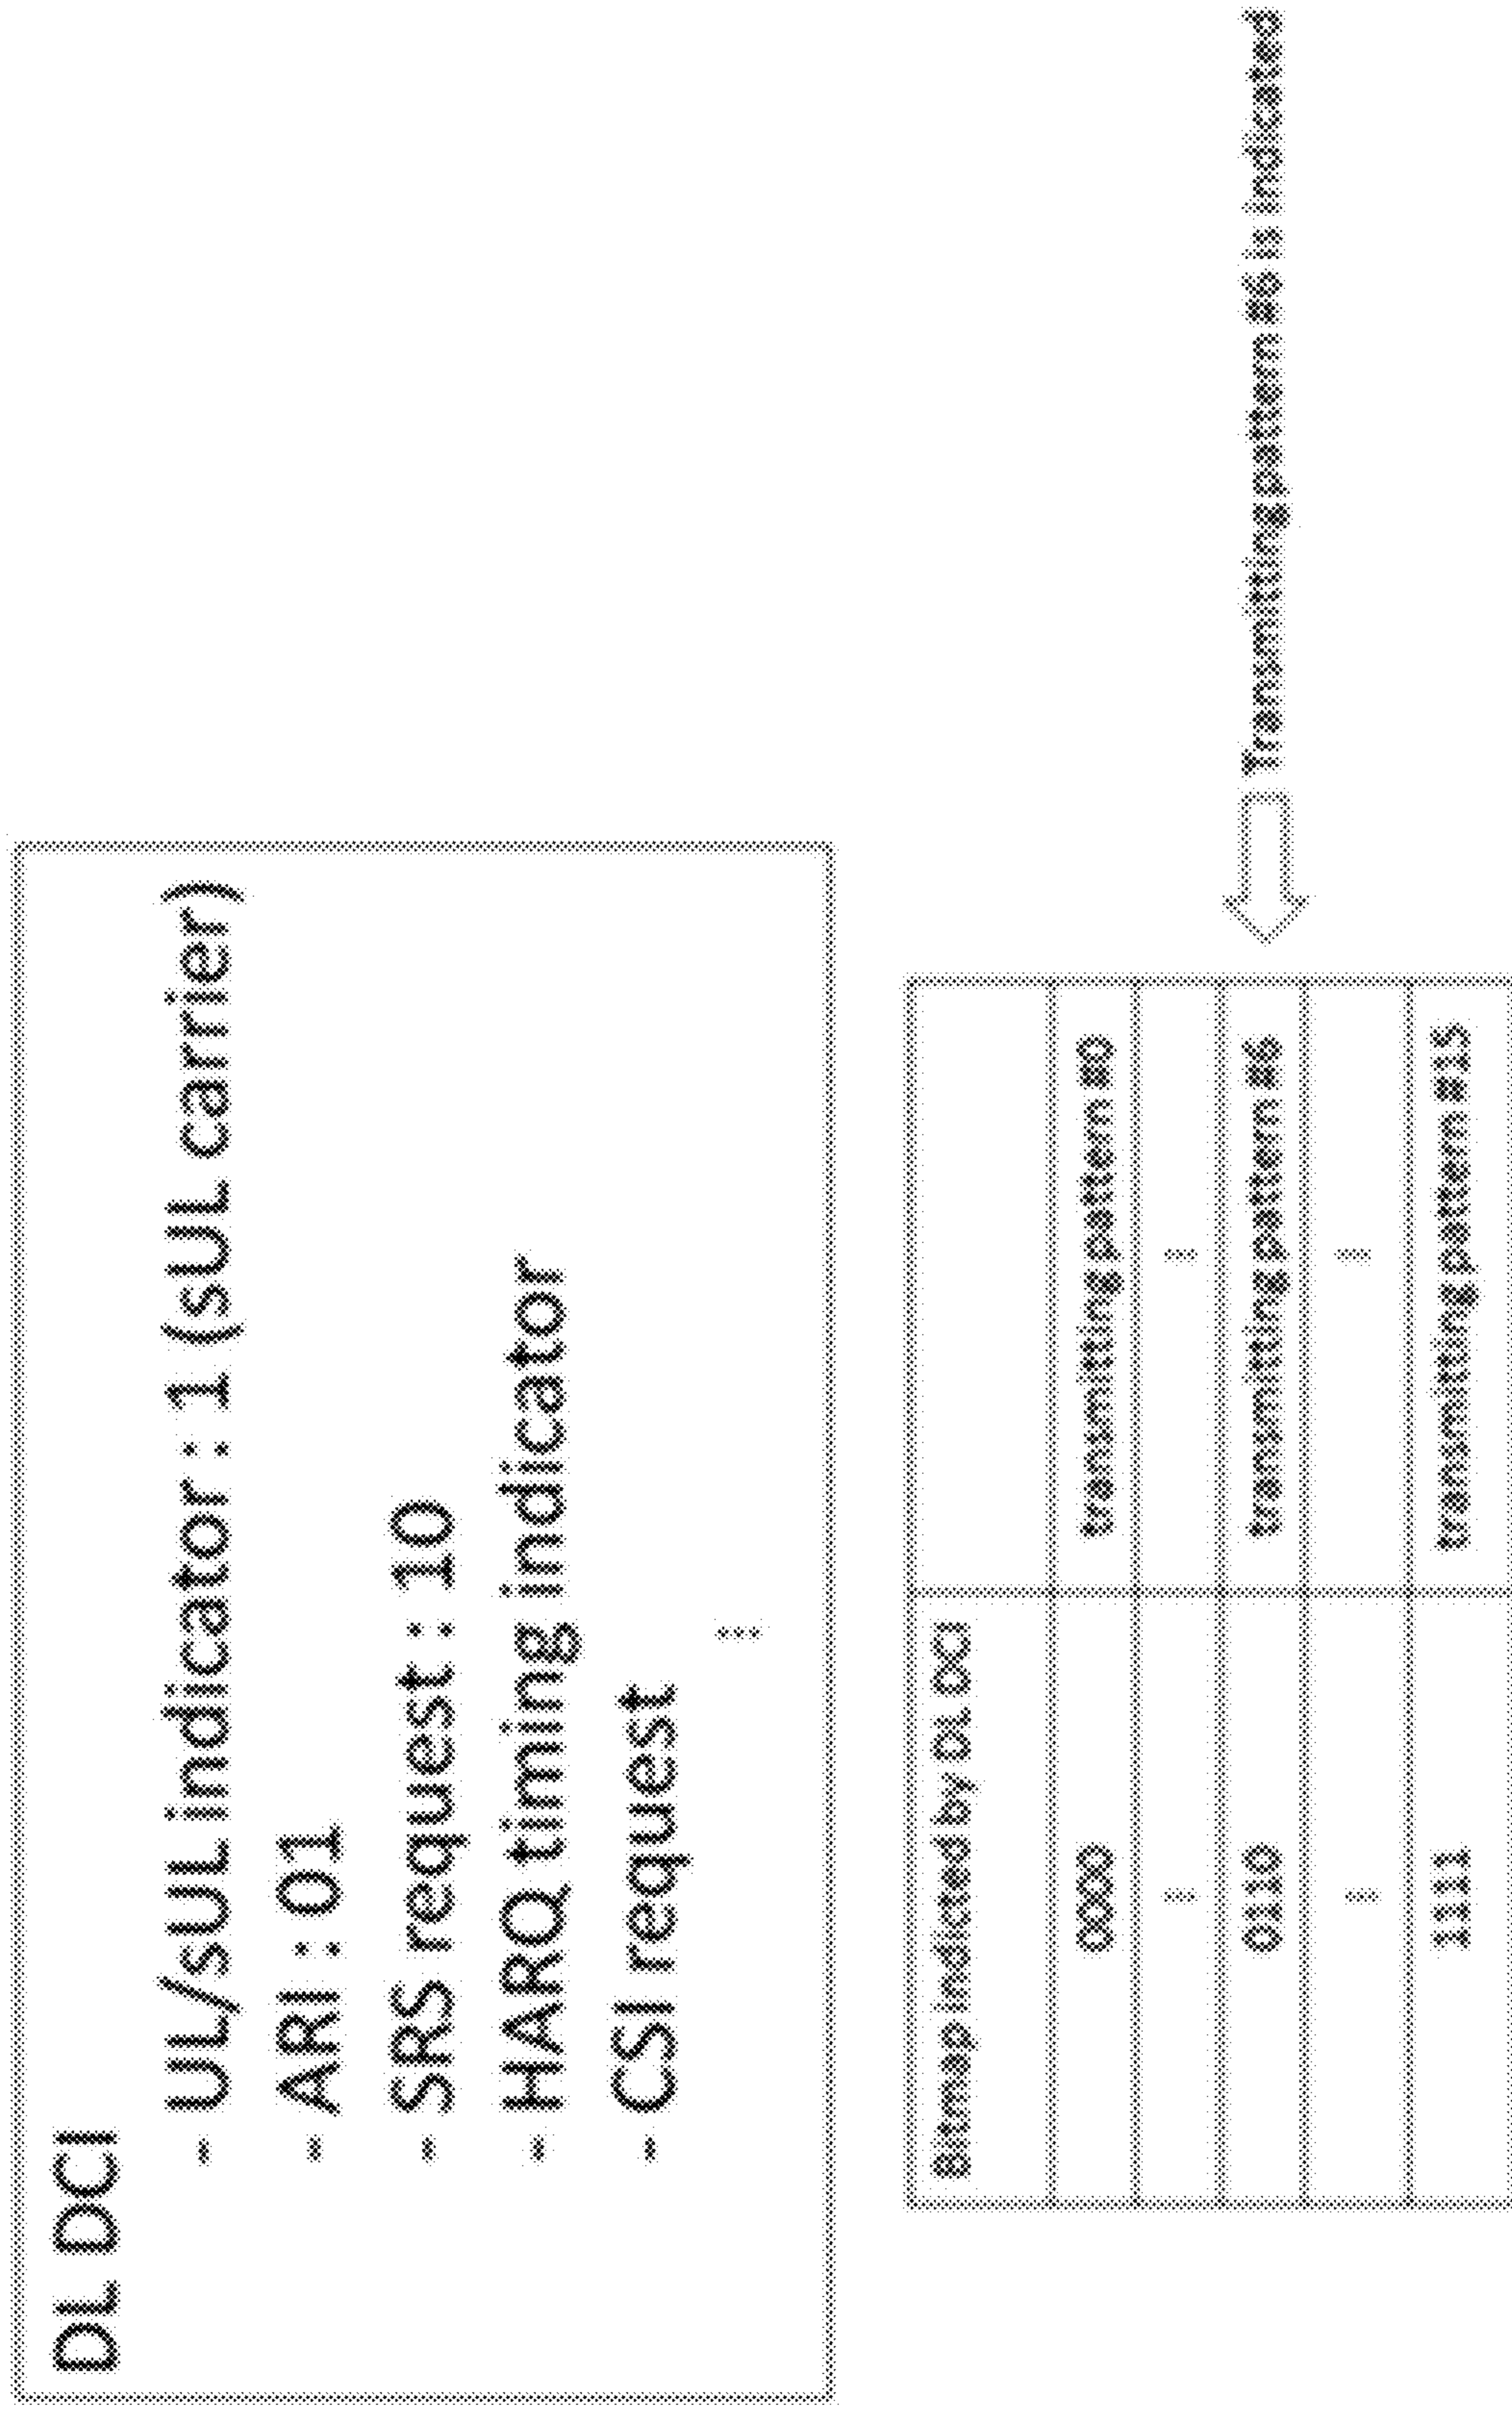 DL DCI
- UL/sUL indicator : 1 (sUL carrier)
- ARI : 01
- SRS request : 10
- HARQ timing indicator
- CSI request
...
Bitmap indicted by DL DCI
0000 transmitting pattern #0
... ...
0110 transmitting pattern #6
Transmitting pattern #6 is indicated
... ...
1111 transmitting pattern #15